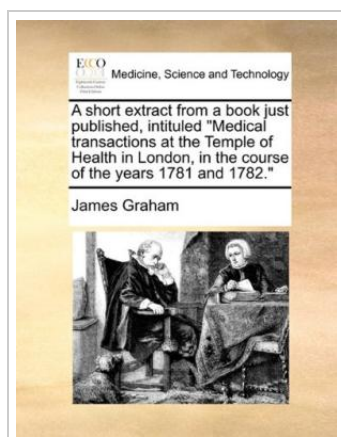 ECCO
Medicine, Science and Technology
A short extract from a book just
published, intituled "Medical
transactions at the Temple of
Health in London, in the course
of the years 1781 and 1782."
James Graham